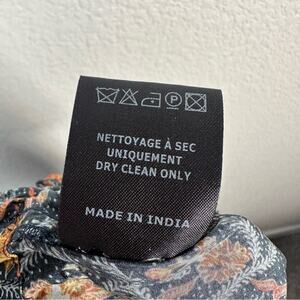 NETTOYAGE À SEC
UNIQUEMENT
DRY CLEAN ONLY
MADE IN INDIA